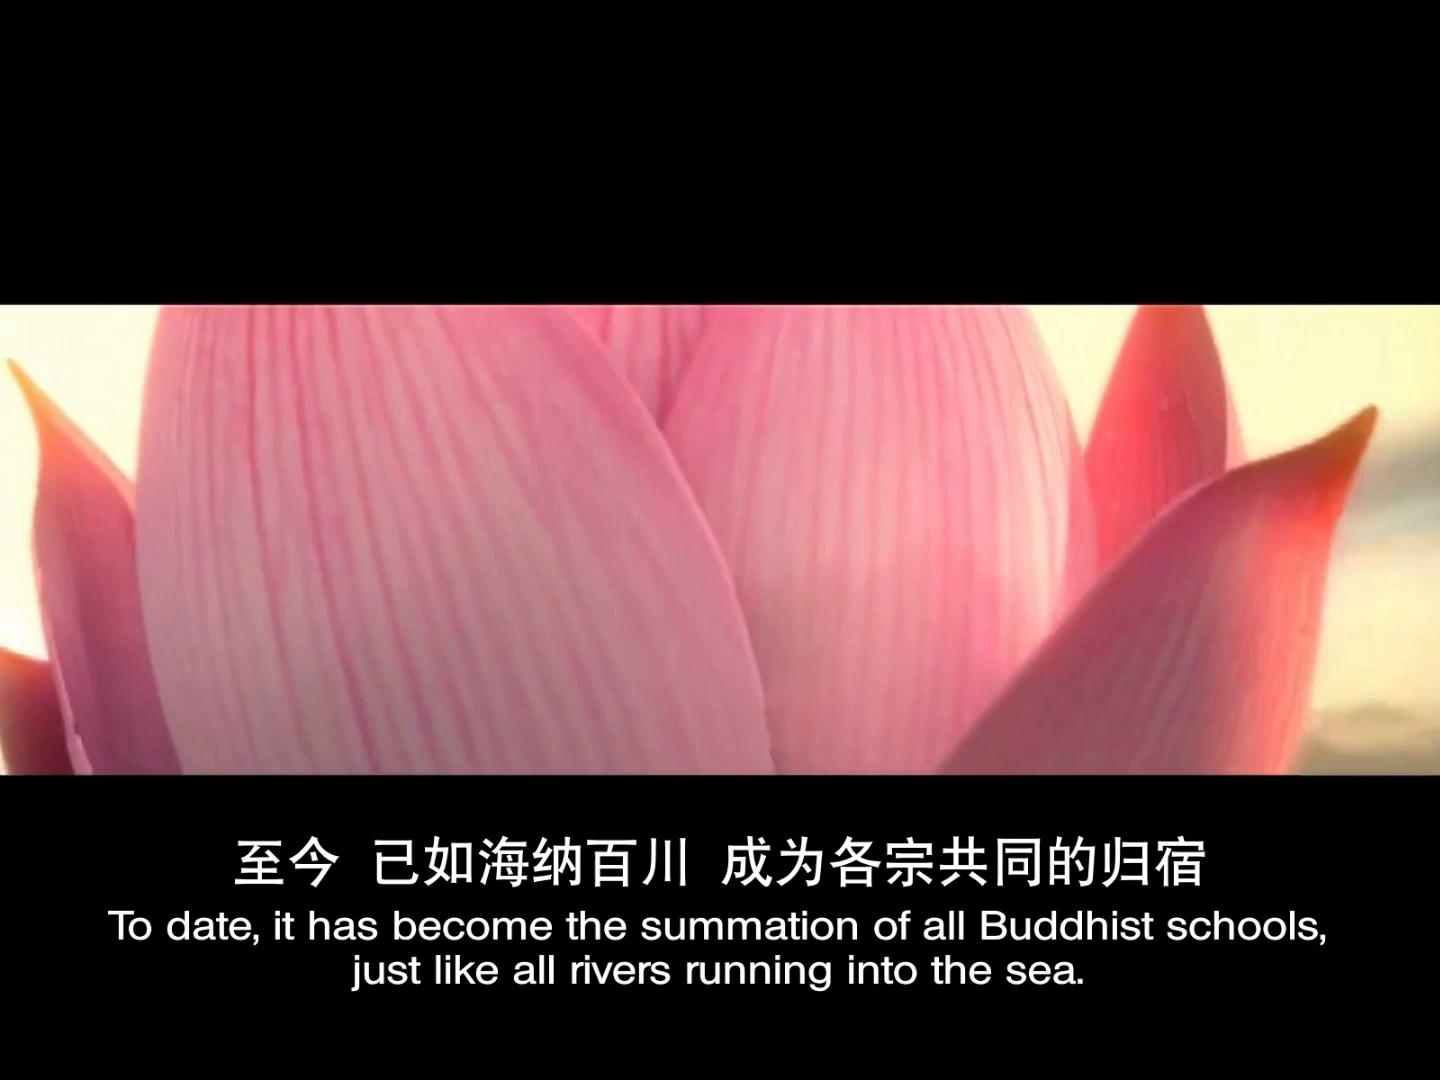 至今 已如海纳百川 成为各宗共同的归宿
To date, it has become the summation of all Buddhist schools,
just like all rivers running into the sea.